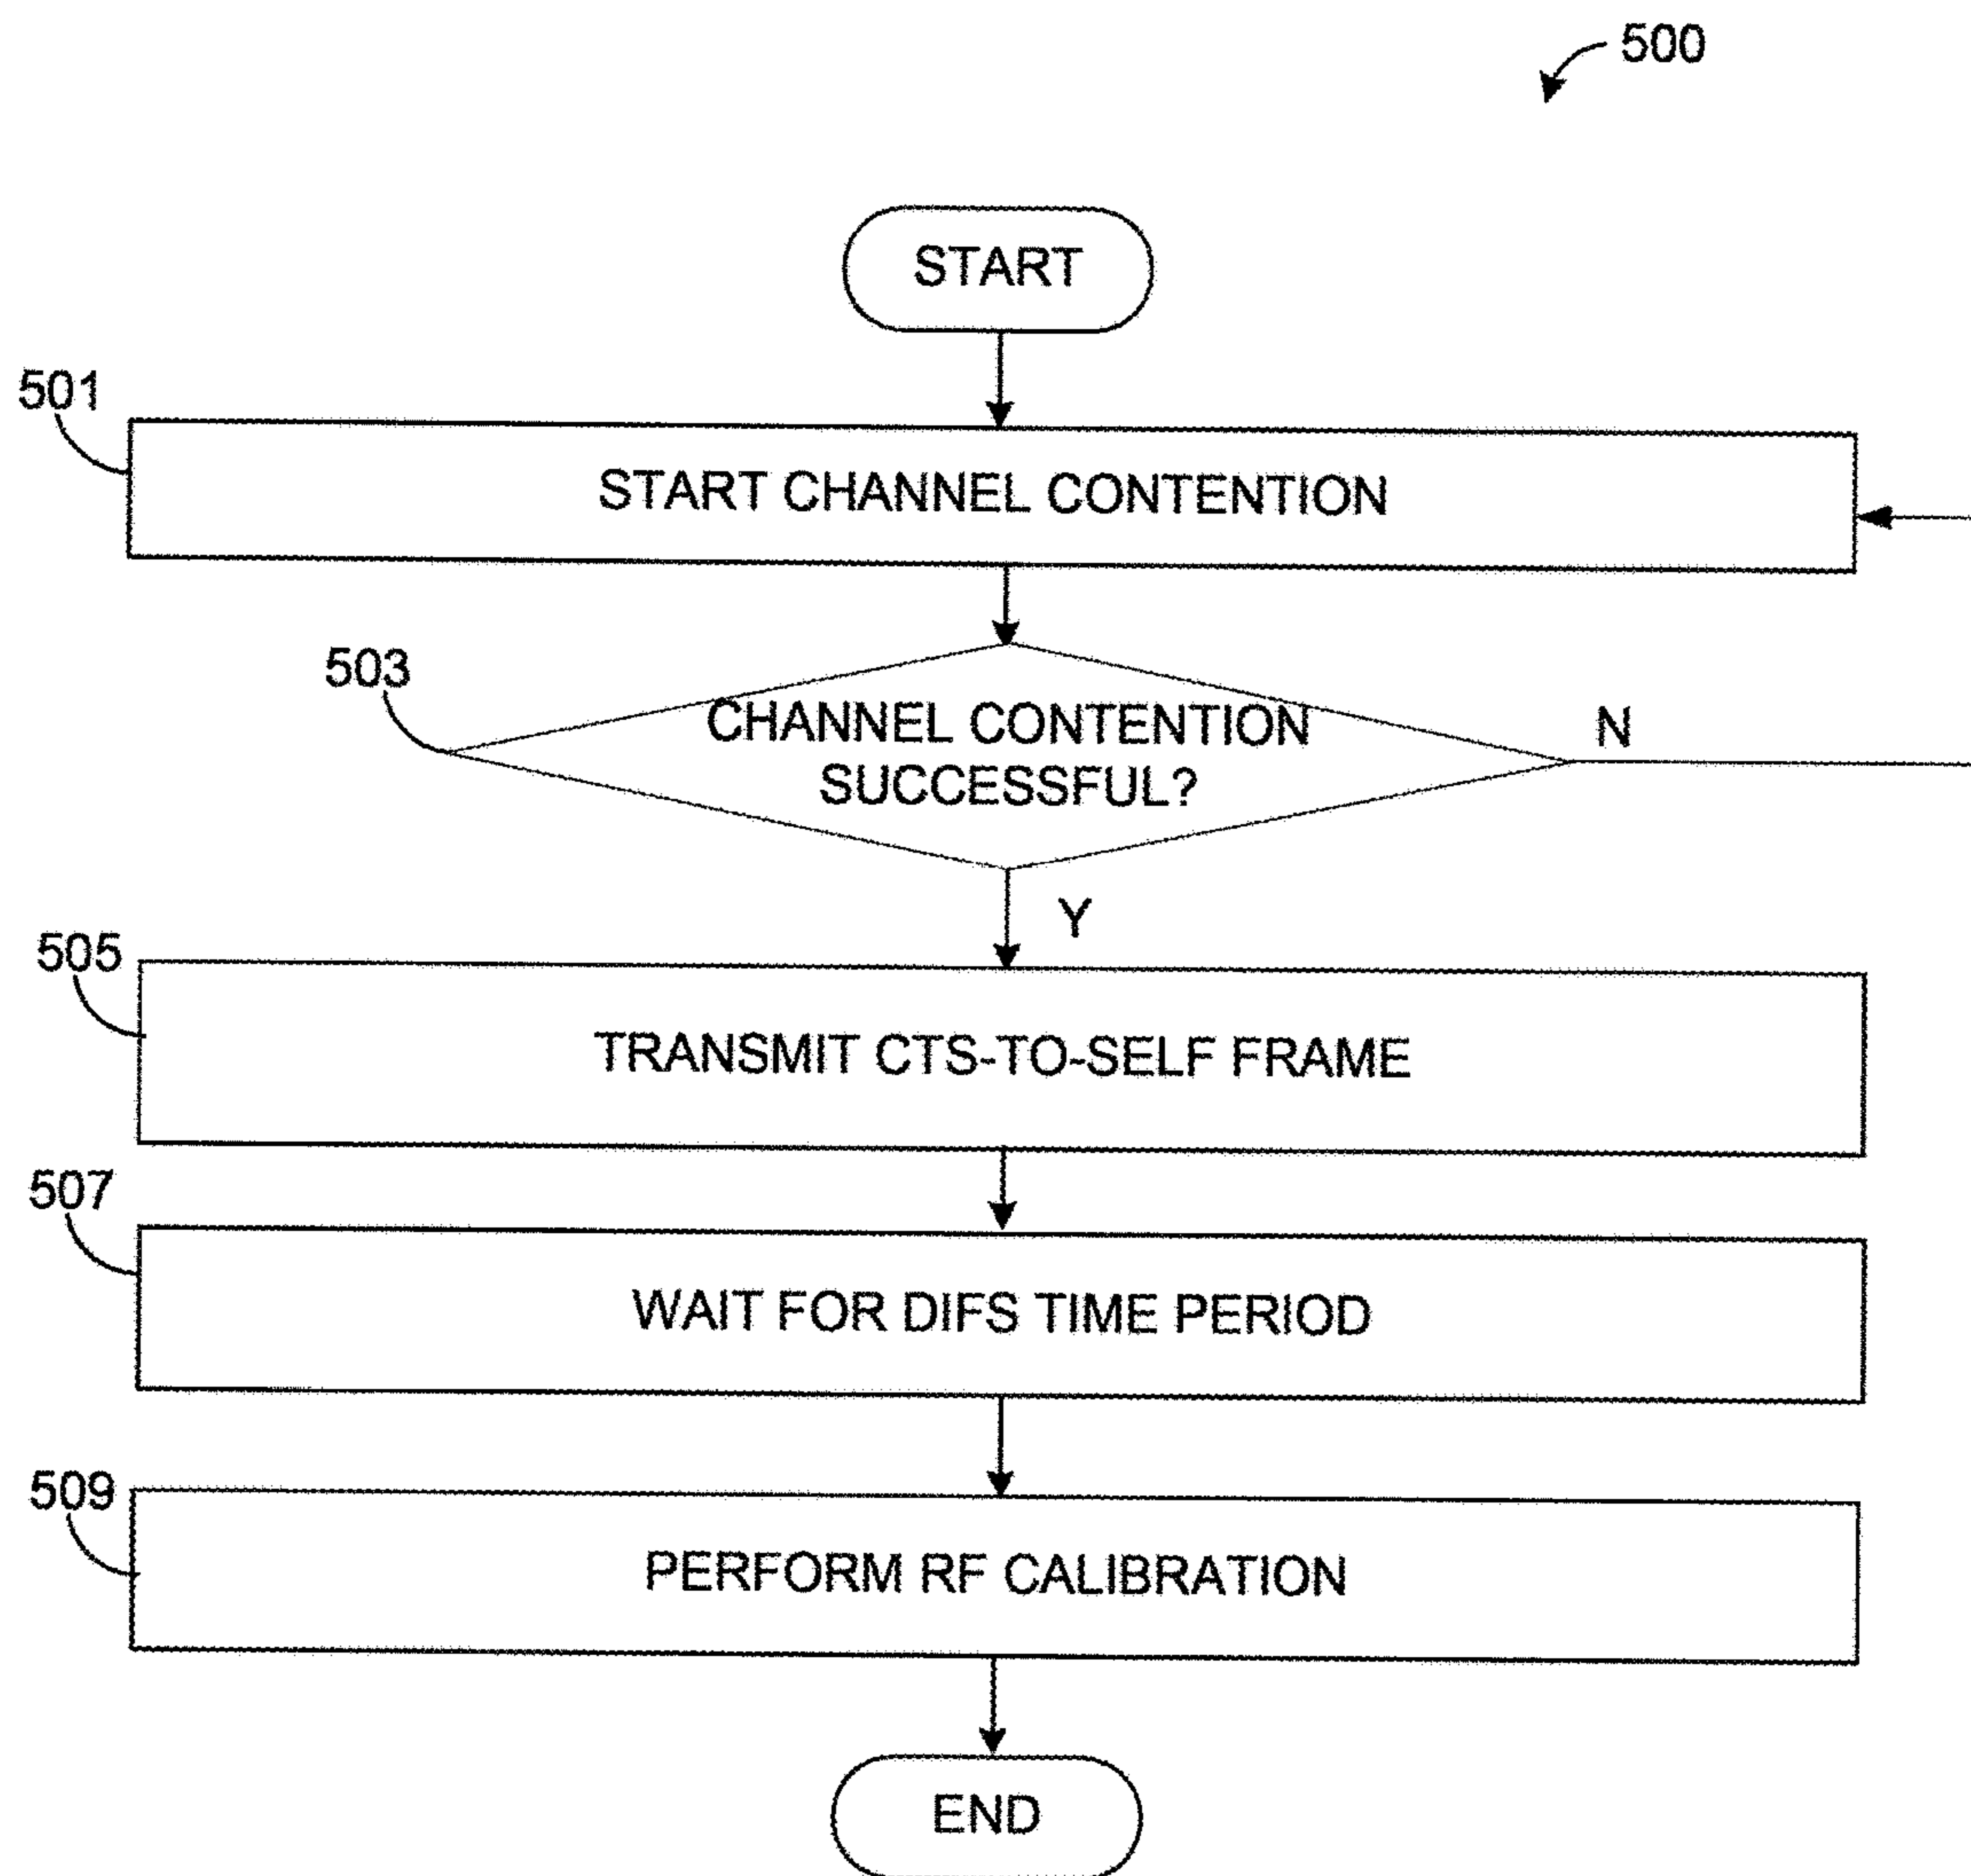 500
START
501
START CHANNEL CONTENTION
503
CHANNEL CONTENTION
SUCCESSFUL?
N
Y
505
TRANSMIT CTS-TO-SELF FRAME
507
WAIT FOR DIFS TIME PERIOD
509
PERFORM RF CALIBRATION
END